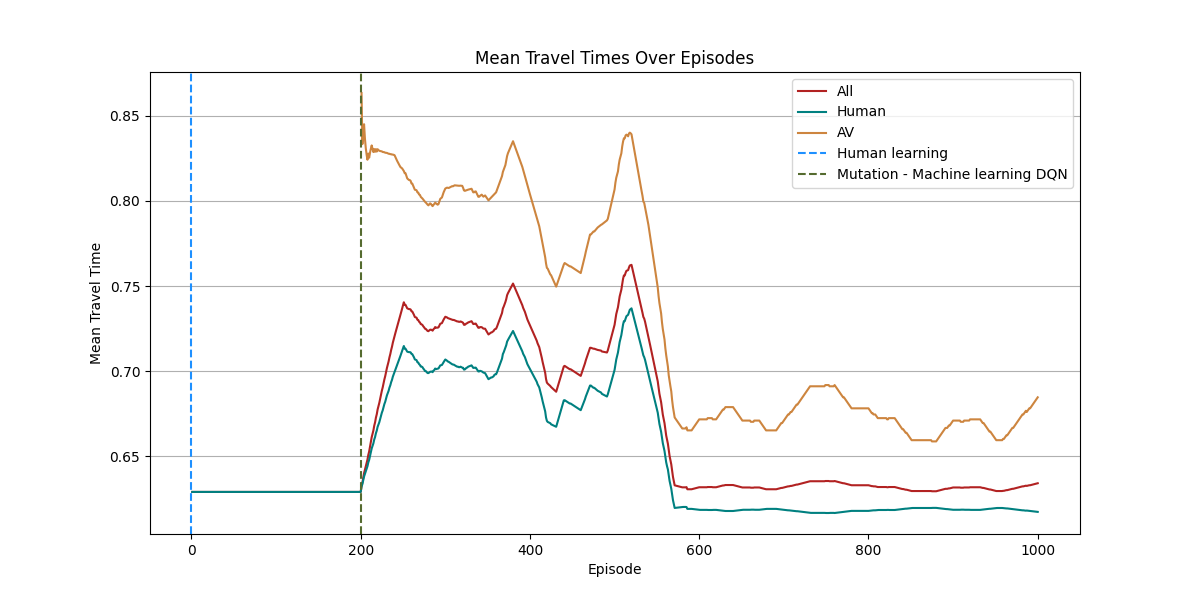 Mean Travel Times Over Episodes
All
Human
AV
Human learning
Mutation - Machine learning DQN
Mean Travel Time
0.85
0.80
0.75
0.70
0.65
0
200
400
600
800
1000
Episode